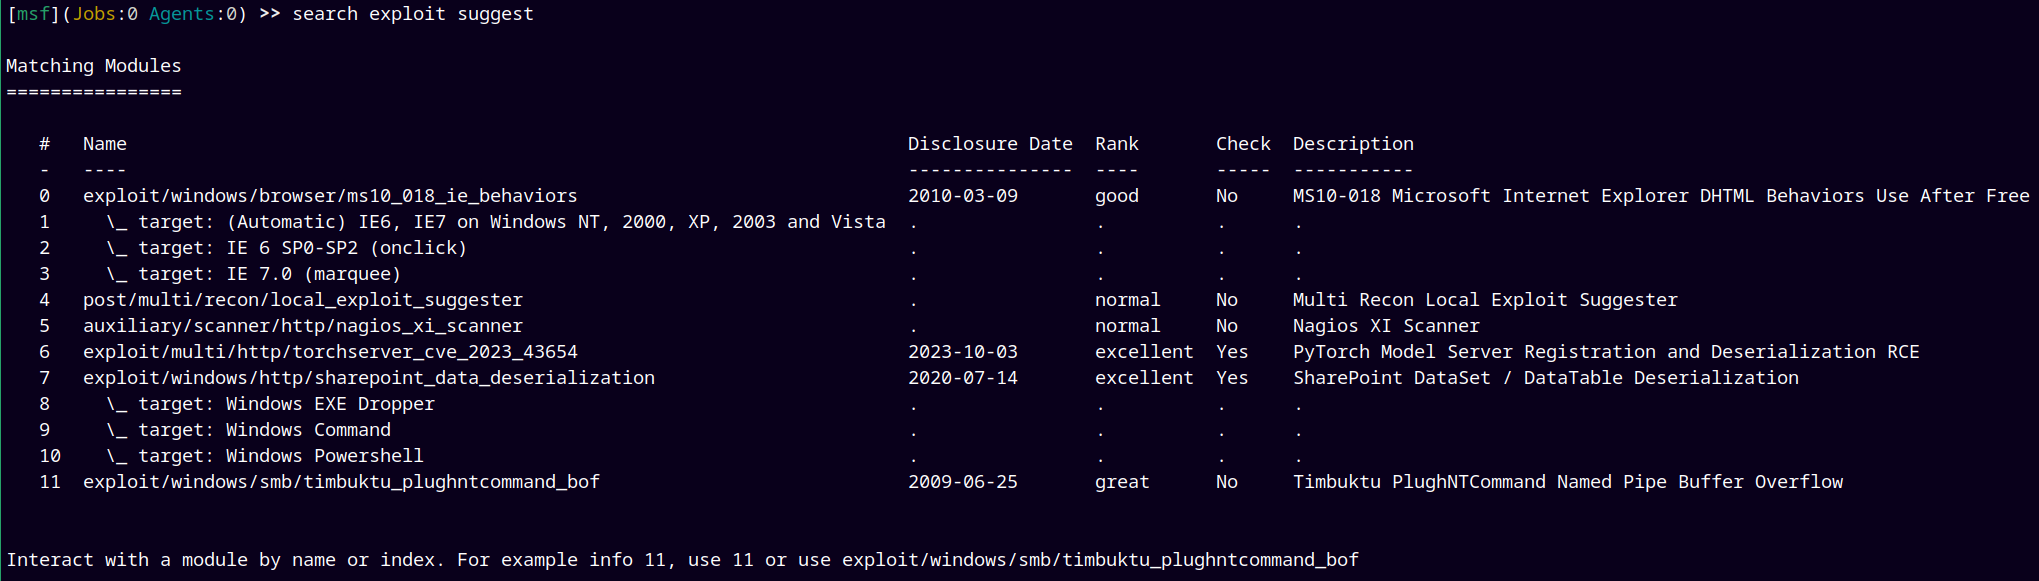 [msf](Jobs:0 Agents:0) >> search exploit suggest
Matching Modules
================
#   Name   Disclosure Date   Rank   Check   Description
-   ----   ---------------   ----   -----   -----------
0   exploit/windows/browser/ms10_018_ie_behaviors   2010-03-09   good   No   MS10-018 Microsoft Internet Explorer DHTML Behaviors Use After Free
1   \_ target: (Automatic) IE6, IE7 on Windows NT, 2000, XP, 2003 and Vista   .   .   .   .
2   \_ target: IE 6 SP0-SP2 (onclick)   .   .   .   .
3   \_ target: IE 7.0 (marquee)   .   .   .   .
4   post/multi/recon/local_exploit_suggester   .   normal   No   Multi Recon Local Exploit Suggester
5   auxiliary/scanner/http/nagios_xi_scanner   .   normal   No   Nagios XI Scanner
6   exploit/multi/http/torchserver_cve_2023_43654   2023-10-03   excellent   Yes   PyTorch Model Server Registration and Deserialization RCE
7   exploit/windows/http/sharepoint_data_deserialization   2020-07-14   excellent   Yes   SharePoint DataSet / DataTable Deserialization
8   \_ target: Windows EXE Dropper   .   .   .   .
9   \_ target: Windows Command   .   .   .   .
10   \_ target: Windows Powershell   .   .   .   .
11   exploit/windows/smb/timbuktu_plughntcommand_bof   2009-06-25   great   No   Timbuktu PlughNTCommand Named Pipe Buffer Overflow
Interact with a module by name or index. For example info 11, use 11 or use exploit/windows/smb/timbuktu_plughntcommand_bof